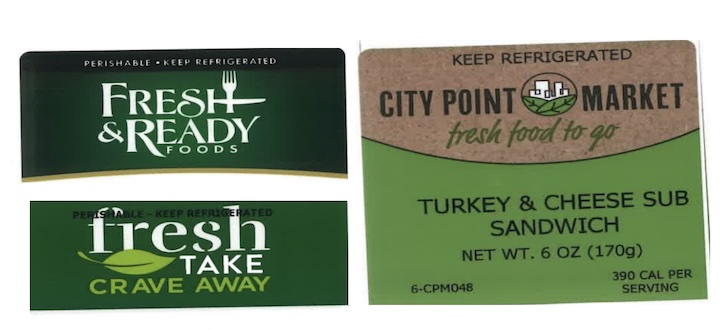 PERISHABLE • KEEP REFRIGERATED
FRESH
&READY
FOODS
PERISHABLE - KEEP REFRIGERATED
fresh
TAKE
CRAVE AWAY
KEEP REFRIGERATED
CITY POINT MARKET
fresh food to go
TURKEY & CHEESE SUB
SANDWICH
NET WT. 6 OZ (170g)
390 CAL PER
6-CPM048 SERVING